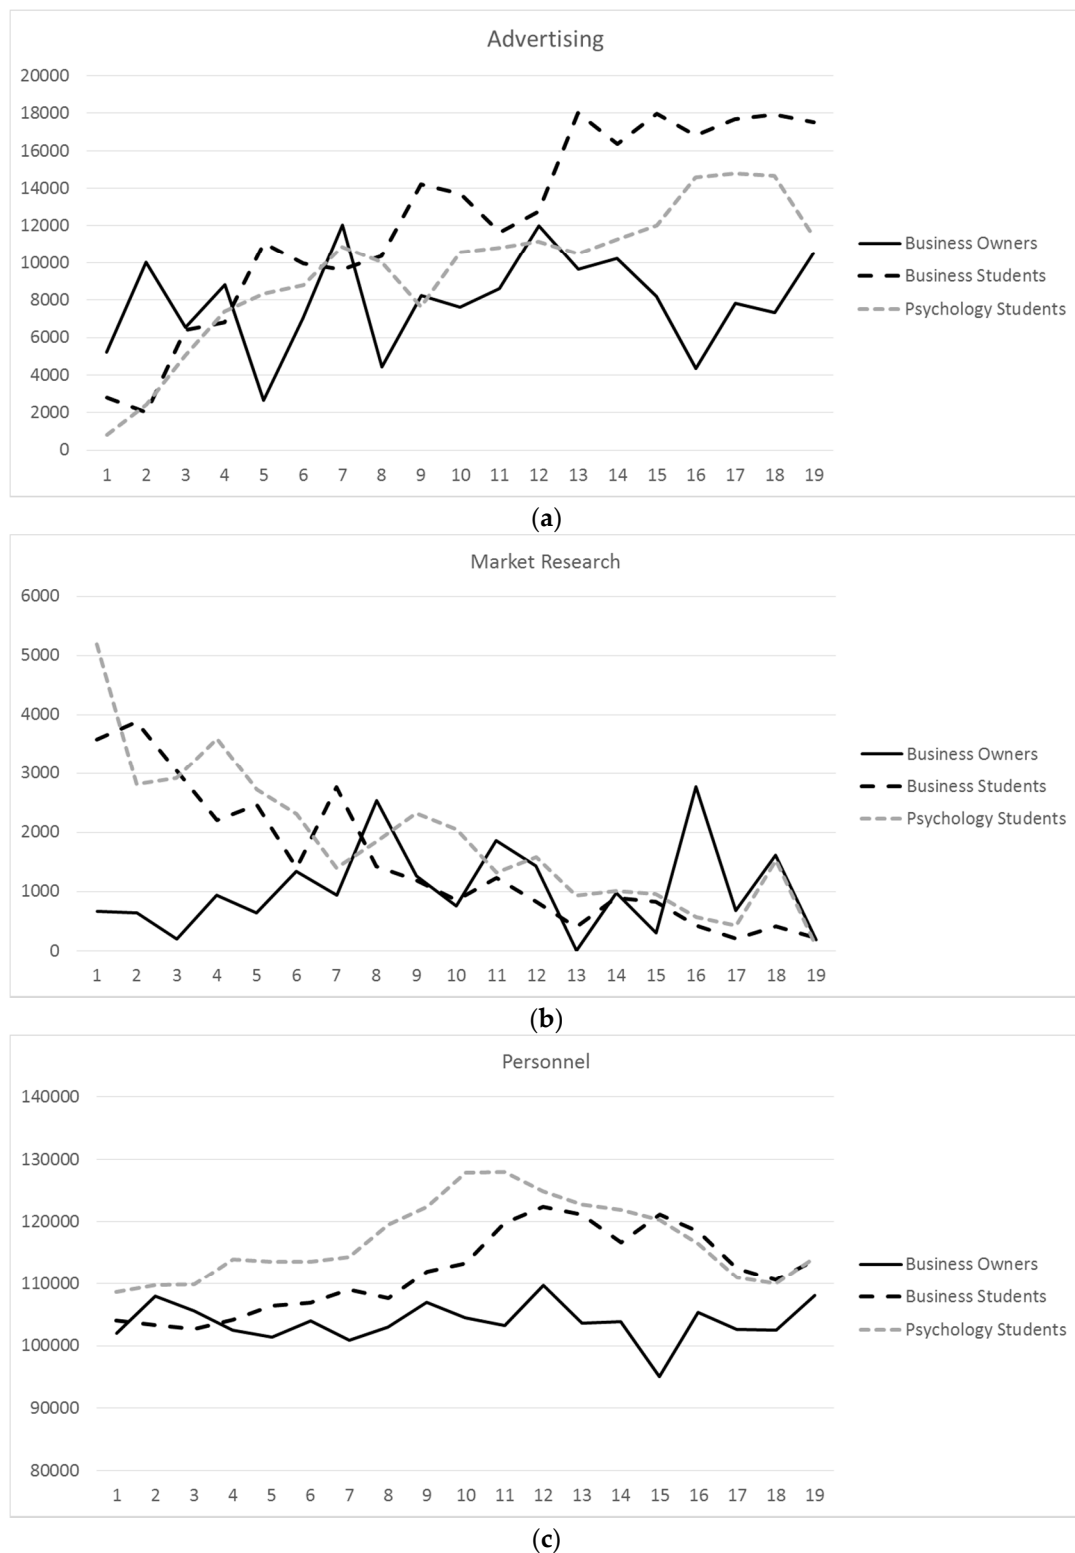 Advertising
20000
18000
16000
14000
12000
10000
8000
6000
4000
2000
0
1 2 3 4 5 6 7 8 9 10 11 12 13 14 15 16 17 18 19
Business Owners
Business Students
Psychology Students
(a)
Market Research
6000
5000
4000
3000
2000
1000
0
1 2 3 4 5 6 7 8 9 10 11 12 13 14 15 16 17 18 19
Business Owners
Business Students
Psychology Students
(b)
Personnel
140000
130000
120000
110000
100000
90000
80000
1 2 3 4 5 6 7 8 9 10 11 12 13 14 15 16 17 18 19
Business Owners
Business Students
Psychology Students
(c)